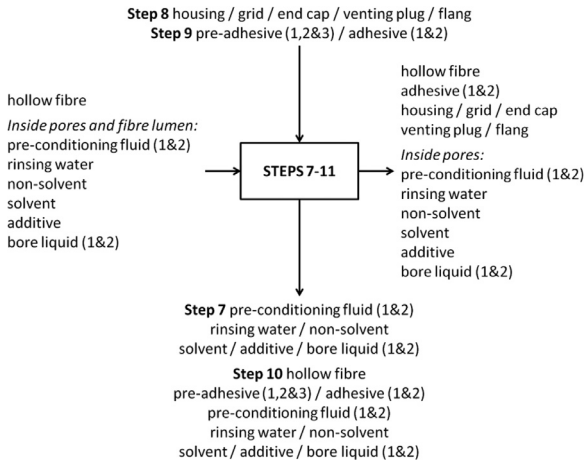 Step 8 housing / grid / end cap / venting plug / flang
Step 9 pre-adhesive (1,2&3) / adhesive (1&2)
hollow fibre
Inside pores and fibre lumen:
pre-conditioning fluid (1&2)
rinsing water
non-solvent
solvent
additive
bore liquid (1&2)
STEPS 7-11
hollow fibre
adhesive (1&2)
housing / grid / end cap
venting plug / flang
Inside pores:
pre-conditioning fluid (1&2)
rinsing water
non-solvent
solvent
additive
bore liquid (1&2)
Step 7 pre-conditioning fluid (1&2)
rinsing water / non-solvent
solvent / additive / bore liquid (1&2)
Step 10 hollow fibre
pre-adhesive (1,2&3) / adhesive (1&2)
pre-conditioning fluid (1&2)
rinsing water / non-solvent
solvent / additive / bore liquid (1&2)